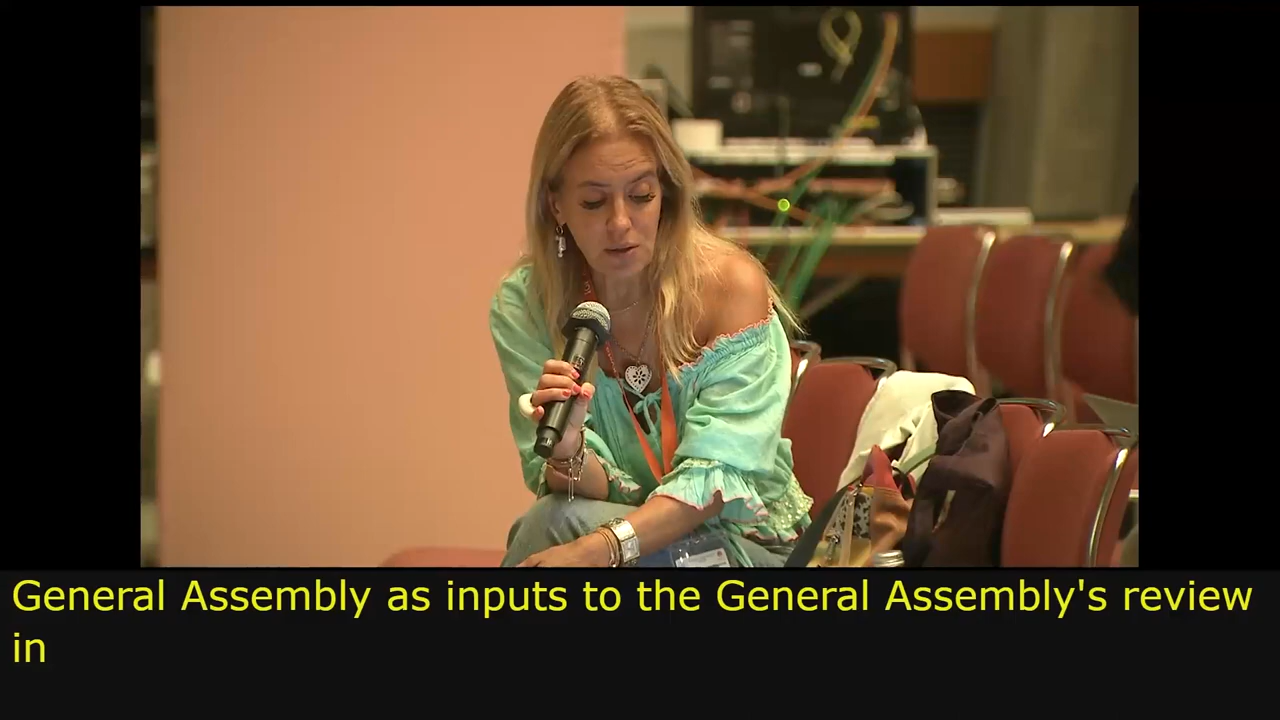 General Assembly as inputs to the General Assembly's review
in